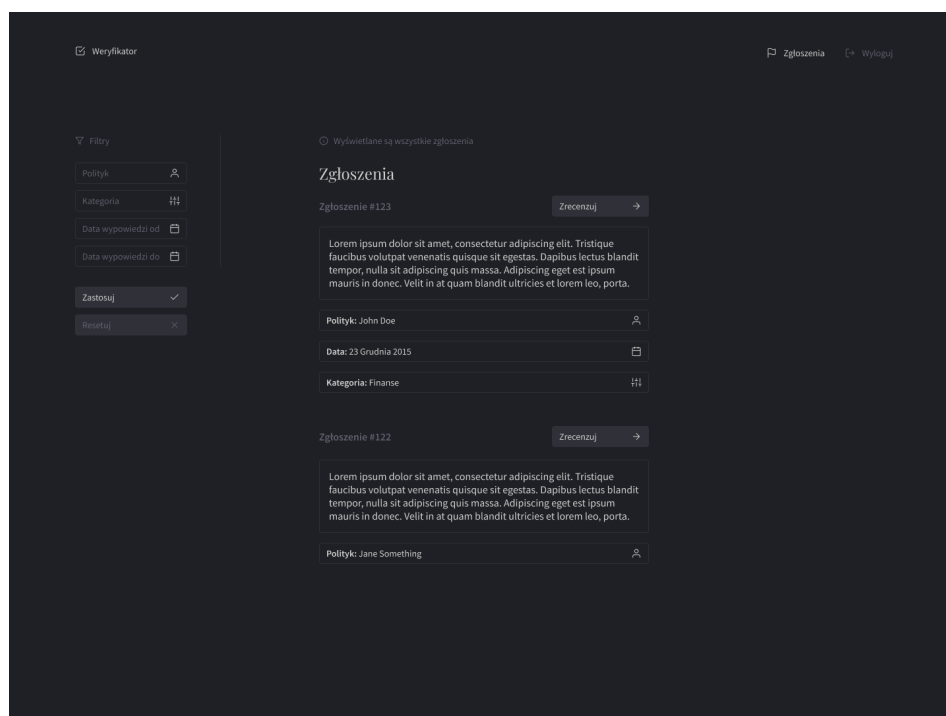 Weryfikator
Zgłoszenia
Wyloguj
Filtry
Polityk
Kategoria
Data wypowiedzi od
Data wypowiedzi do
Zastosuj
Resetuj
Wyświetlane są wszystkie zgłoszenia
Zgłoszenia
Zgłoszenie #123
Zrecenzuj
Lorem ipsum dolor sit amet, consectetur adipiscing elit. Tristique
faucibus volutpat venenatis quisque sit egestas. Dapibus lectus blandit
tempor, nulla sit adipiscing quis massa. Adipiscing eget est ipsum
mauris in donec. Velit in at quam blandit ultricies et lorem leo, porta.
Polityk: John Doe
Data: 23 Grudnia 2015
Kategoria: Finanse
Zgłoszenie #122
Zrecenzuj
Lorem ipsum dolor sit amet, consectetur adipiscing elit. Tristique
faucibus volutpat venenatis quisque sit egestas. Dapibus lectus blandit
tempor, nulla sit adipiscing quis massa. Adipiscing eget est ipsum
mauris in donec. Velit in at quam blandit ultricies et lorem leo, porta.
Polityk: Jane Something